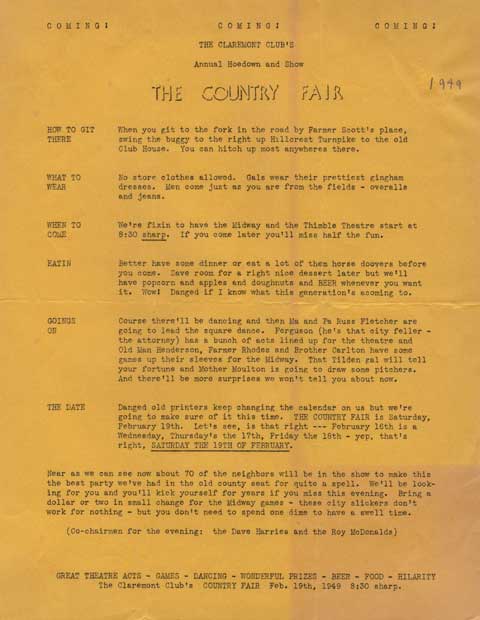 COMING! COMING! COMING!
THE CLAREMONT CLUB'S
Annual Hoedown and Show
THE COUNTRY FAIR
1949
HOW TO GIT When you git to the fork in the road by Farmer Scott's place,
THERE swing the buggy to the right up Hillcrest Turnpike to the old
Club House. You can hitch up most anyheres there.
WHAT TO No store clothes allowed. Gals wear their prettiest gingham
WEAR dresses. Men come just as you are from the fields - overalls
and jeans.
WHEN TO We're fixin to have the Midway and the Thimble Theatre start at
COME 8:30 sharp. If you come later you'll miss half the fun.
EATIN Better have some dinner or eat a lot of them horse doovers before
you come. Save room for a right nice dessert later but we'll
have popcorn and apples and doughnuts and BEER whenever you want
it. Wow! Danged if I know what this generation's acoming to.
GOINGS Course there'll be dancing and then Ma and Pa Russ Fletcher are
ON going to lead the square dance. Ferguson (he's that city feller -
the attorney) has a bunch of acts lined up for the theatre and
Old Man Henderson, Farmer Rhodes and Brother Carlton have some
games up their sleeves for the Midway. That Tilden gal will tell
your fortune and Mother Moulton is going to draw some pitchers.
And there'll be more surprises we won't tell you about now.
THE DATE Danged old printers keep changing the calendar on us but we're
going to make sure of it this time. THE COUNTRY FAIR is Saturday,
February 19th. Let's see, is that right --- February 16th is a
Wednesday, Thursday's the 17th, Friday the 18th - yep, that's
right, SATURDAY THE 19TH OF FEBRUARY.
Near as we can see now about 70 of the neighbors will be in the show to make this
the best party we've had in the old county seat for quite a spell. We'll be look-
ing for you and you'll kick yourself for years if you miss this evening. Bring a
dollar or two in small change for the Midway games - these city slickers don't
work for nothing - but you don't need to spend one dime to have a swell time.
(Co-chairmen for the evening: the Dave Harries and the Roy McDonalds)
GREAT THEATRE ACTS - GAMES - DANCING - WONDERFUL PRIZES - BEER - FOOD - HILARITY
The Claremont Club's COUNTRY FAIR Feb. 19th, 1949 8:30 sharp.